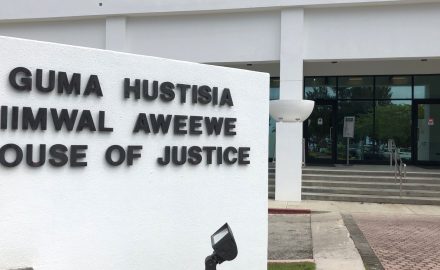 GUMA HUSTISIA
IIMWAL AWEEWE
OUSE OF JUSTICE